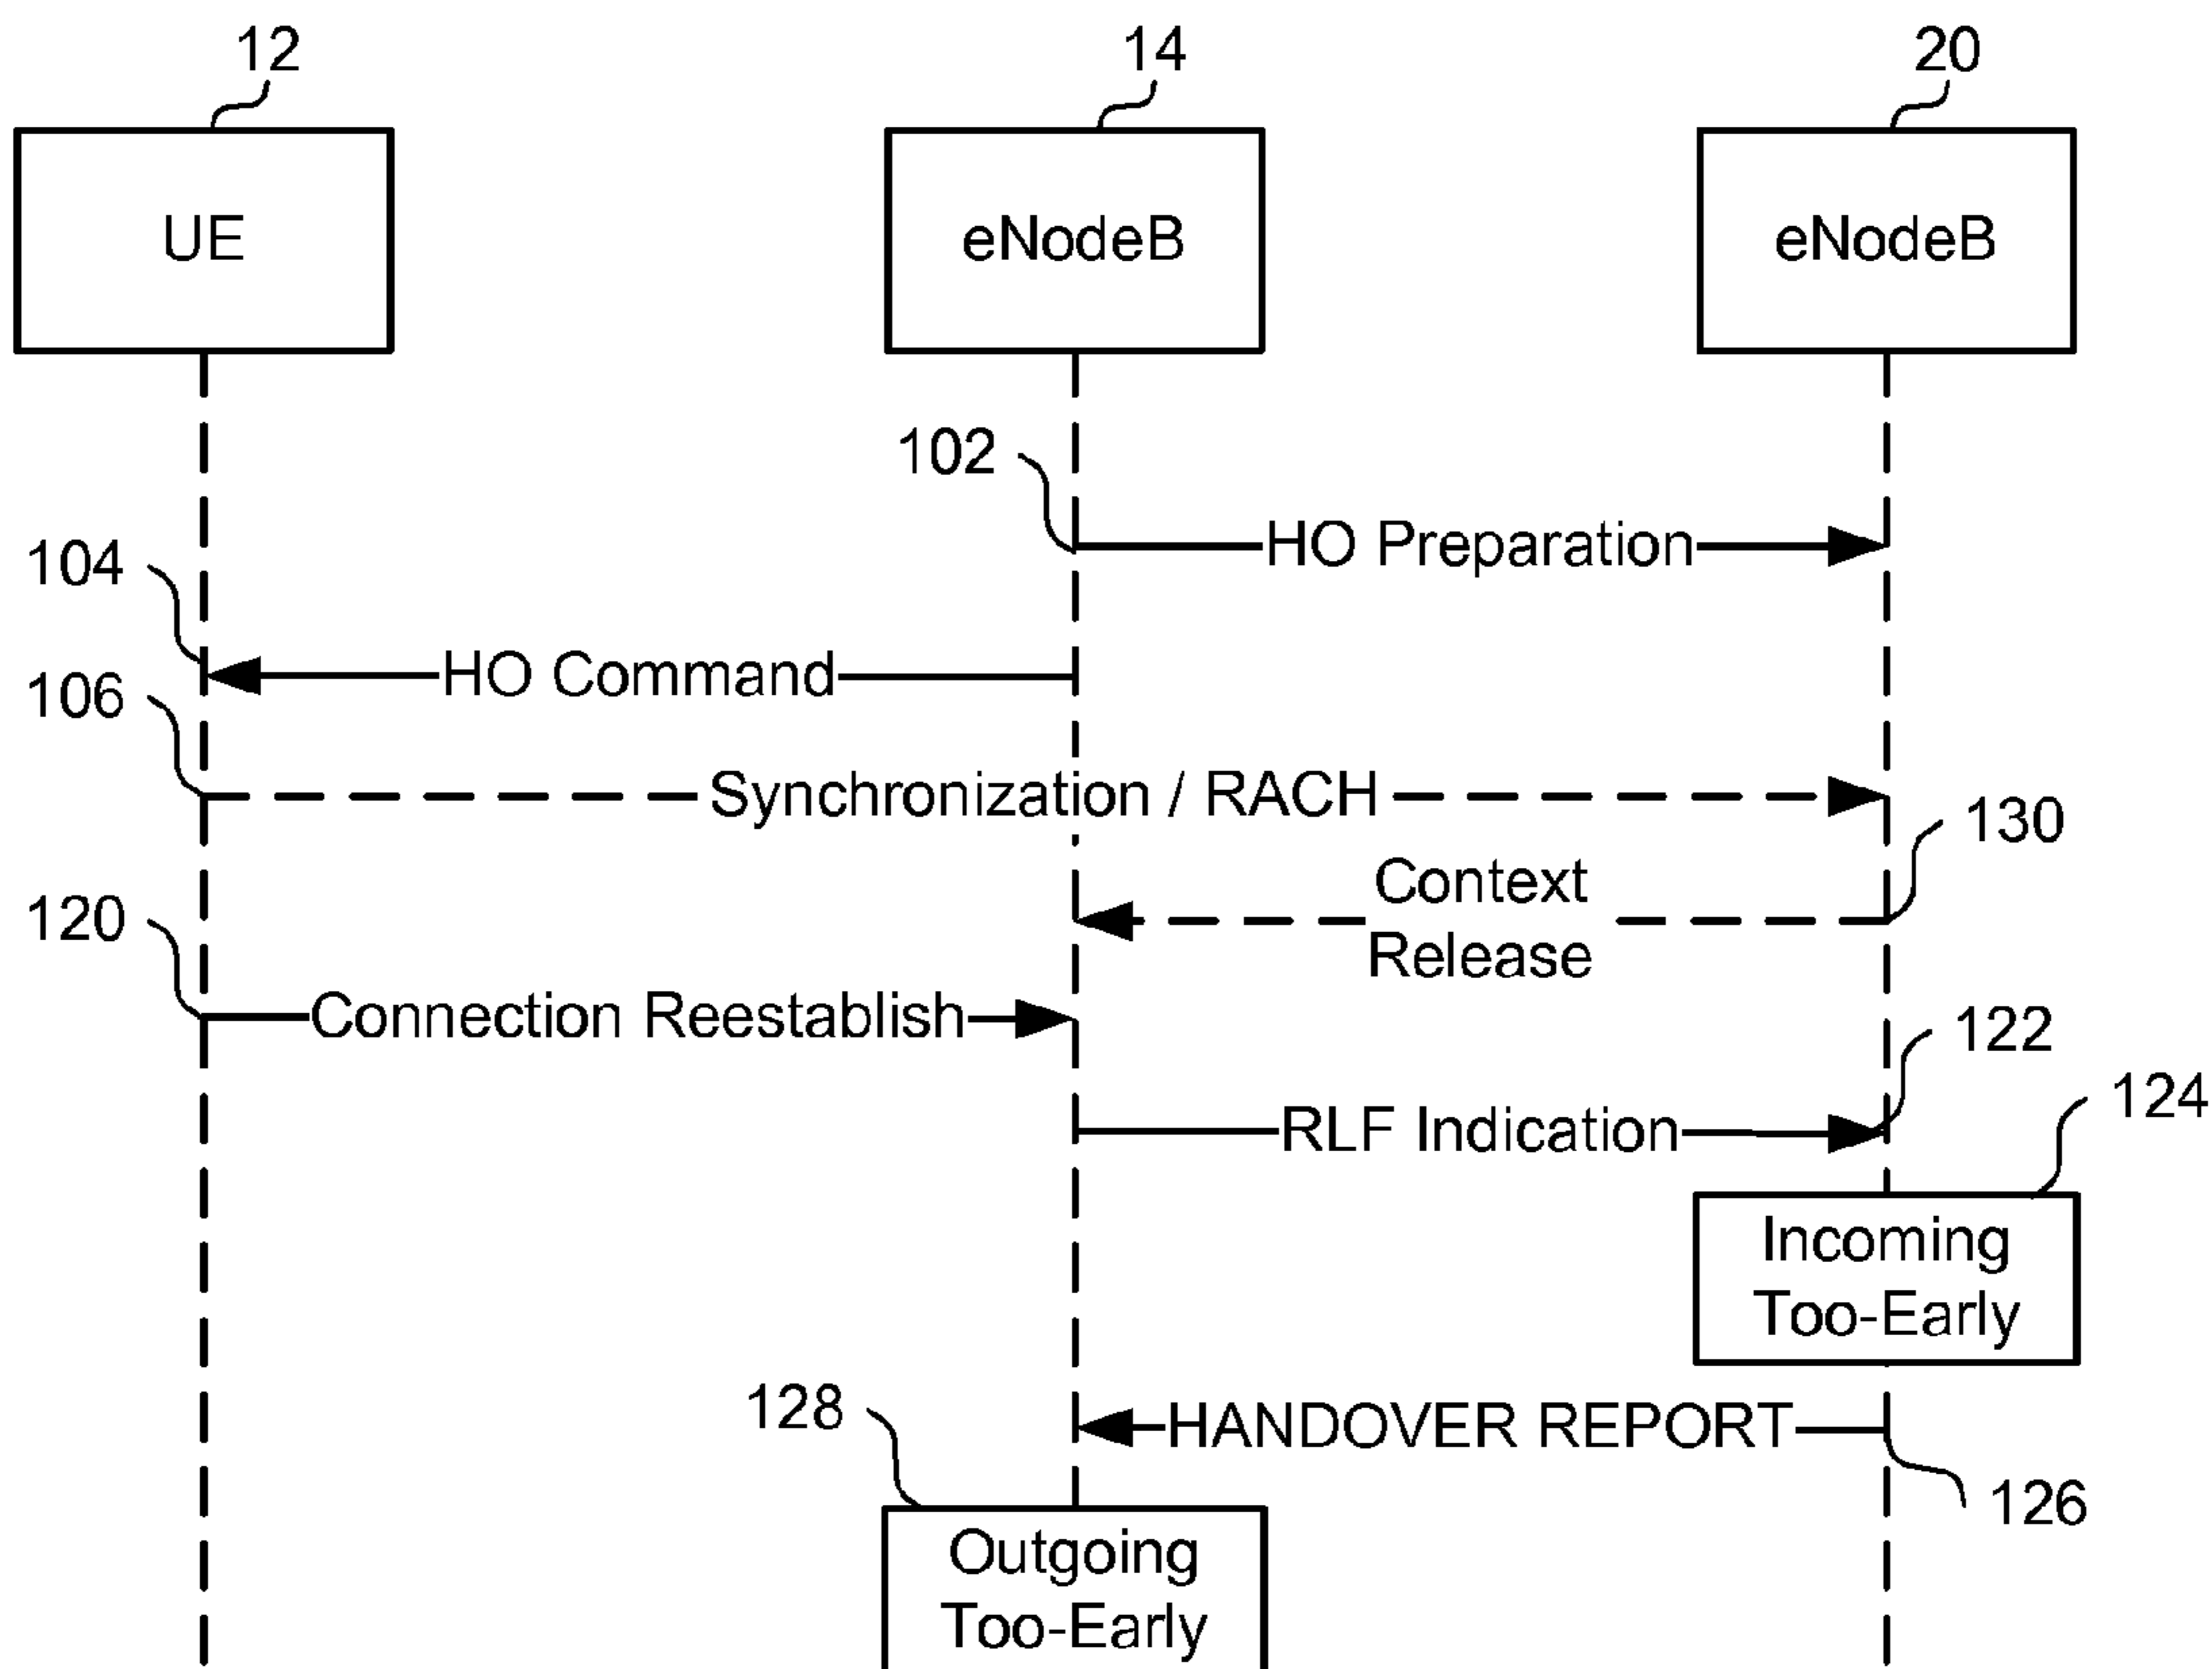 12
14
20
UE
eNodeB
eNodeB
102
HO Preparation
104
HO Command
106
Synchronization / RACH
130
Context
Release
120
Connection Reestablish
122
124
RLF Indication
Incoming
Too-Early
128
HANDOVER REPORT
126
Outgoing
Too-Early